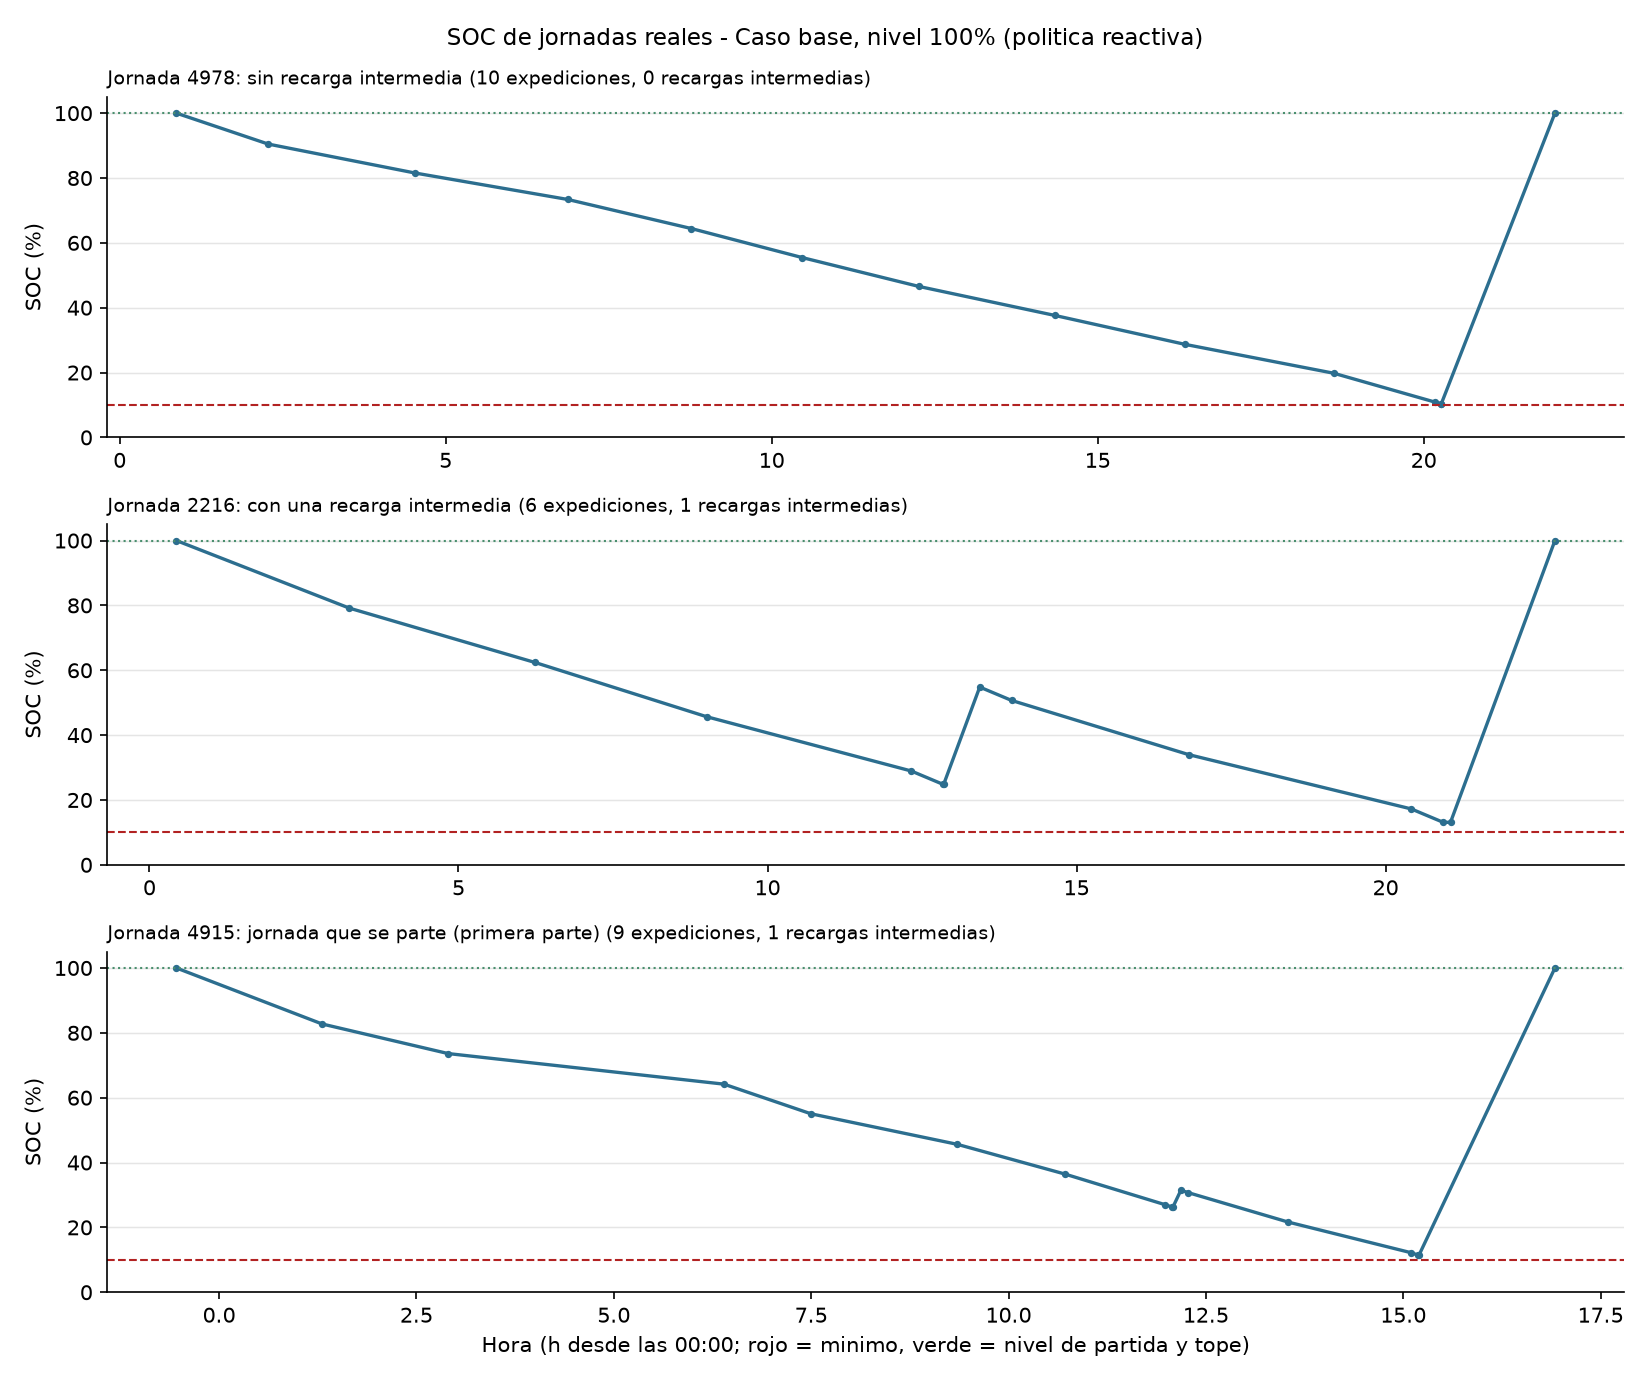 SOC de jornadas reales - Caso base, nivel 100% (politica reactiva)
Jornada 4978: sin recarga intermedia (10 expediciones, 0 recargas intermedias)
SOC (%)
100
80
60
40
20
0
0 5 10 15 20
Jornada 2216: con una recarga intermedia (6 expediciones, 1 recargas intermedias)
SOC (%)
100
80
60
40
20
0
0 5 10 15 20
Jornada 4915: jornada que se parte (primera parte) (9 expediciones, 1 recargas intermedias)
SOC (%)
100
80
60
40
20
0
0.0 2.5 5.0 7.5 10.0 12.5 15.0 17.5
Hora (h desde las 00:00; rojo = minimo, verde = nivel de partida y tope)